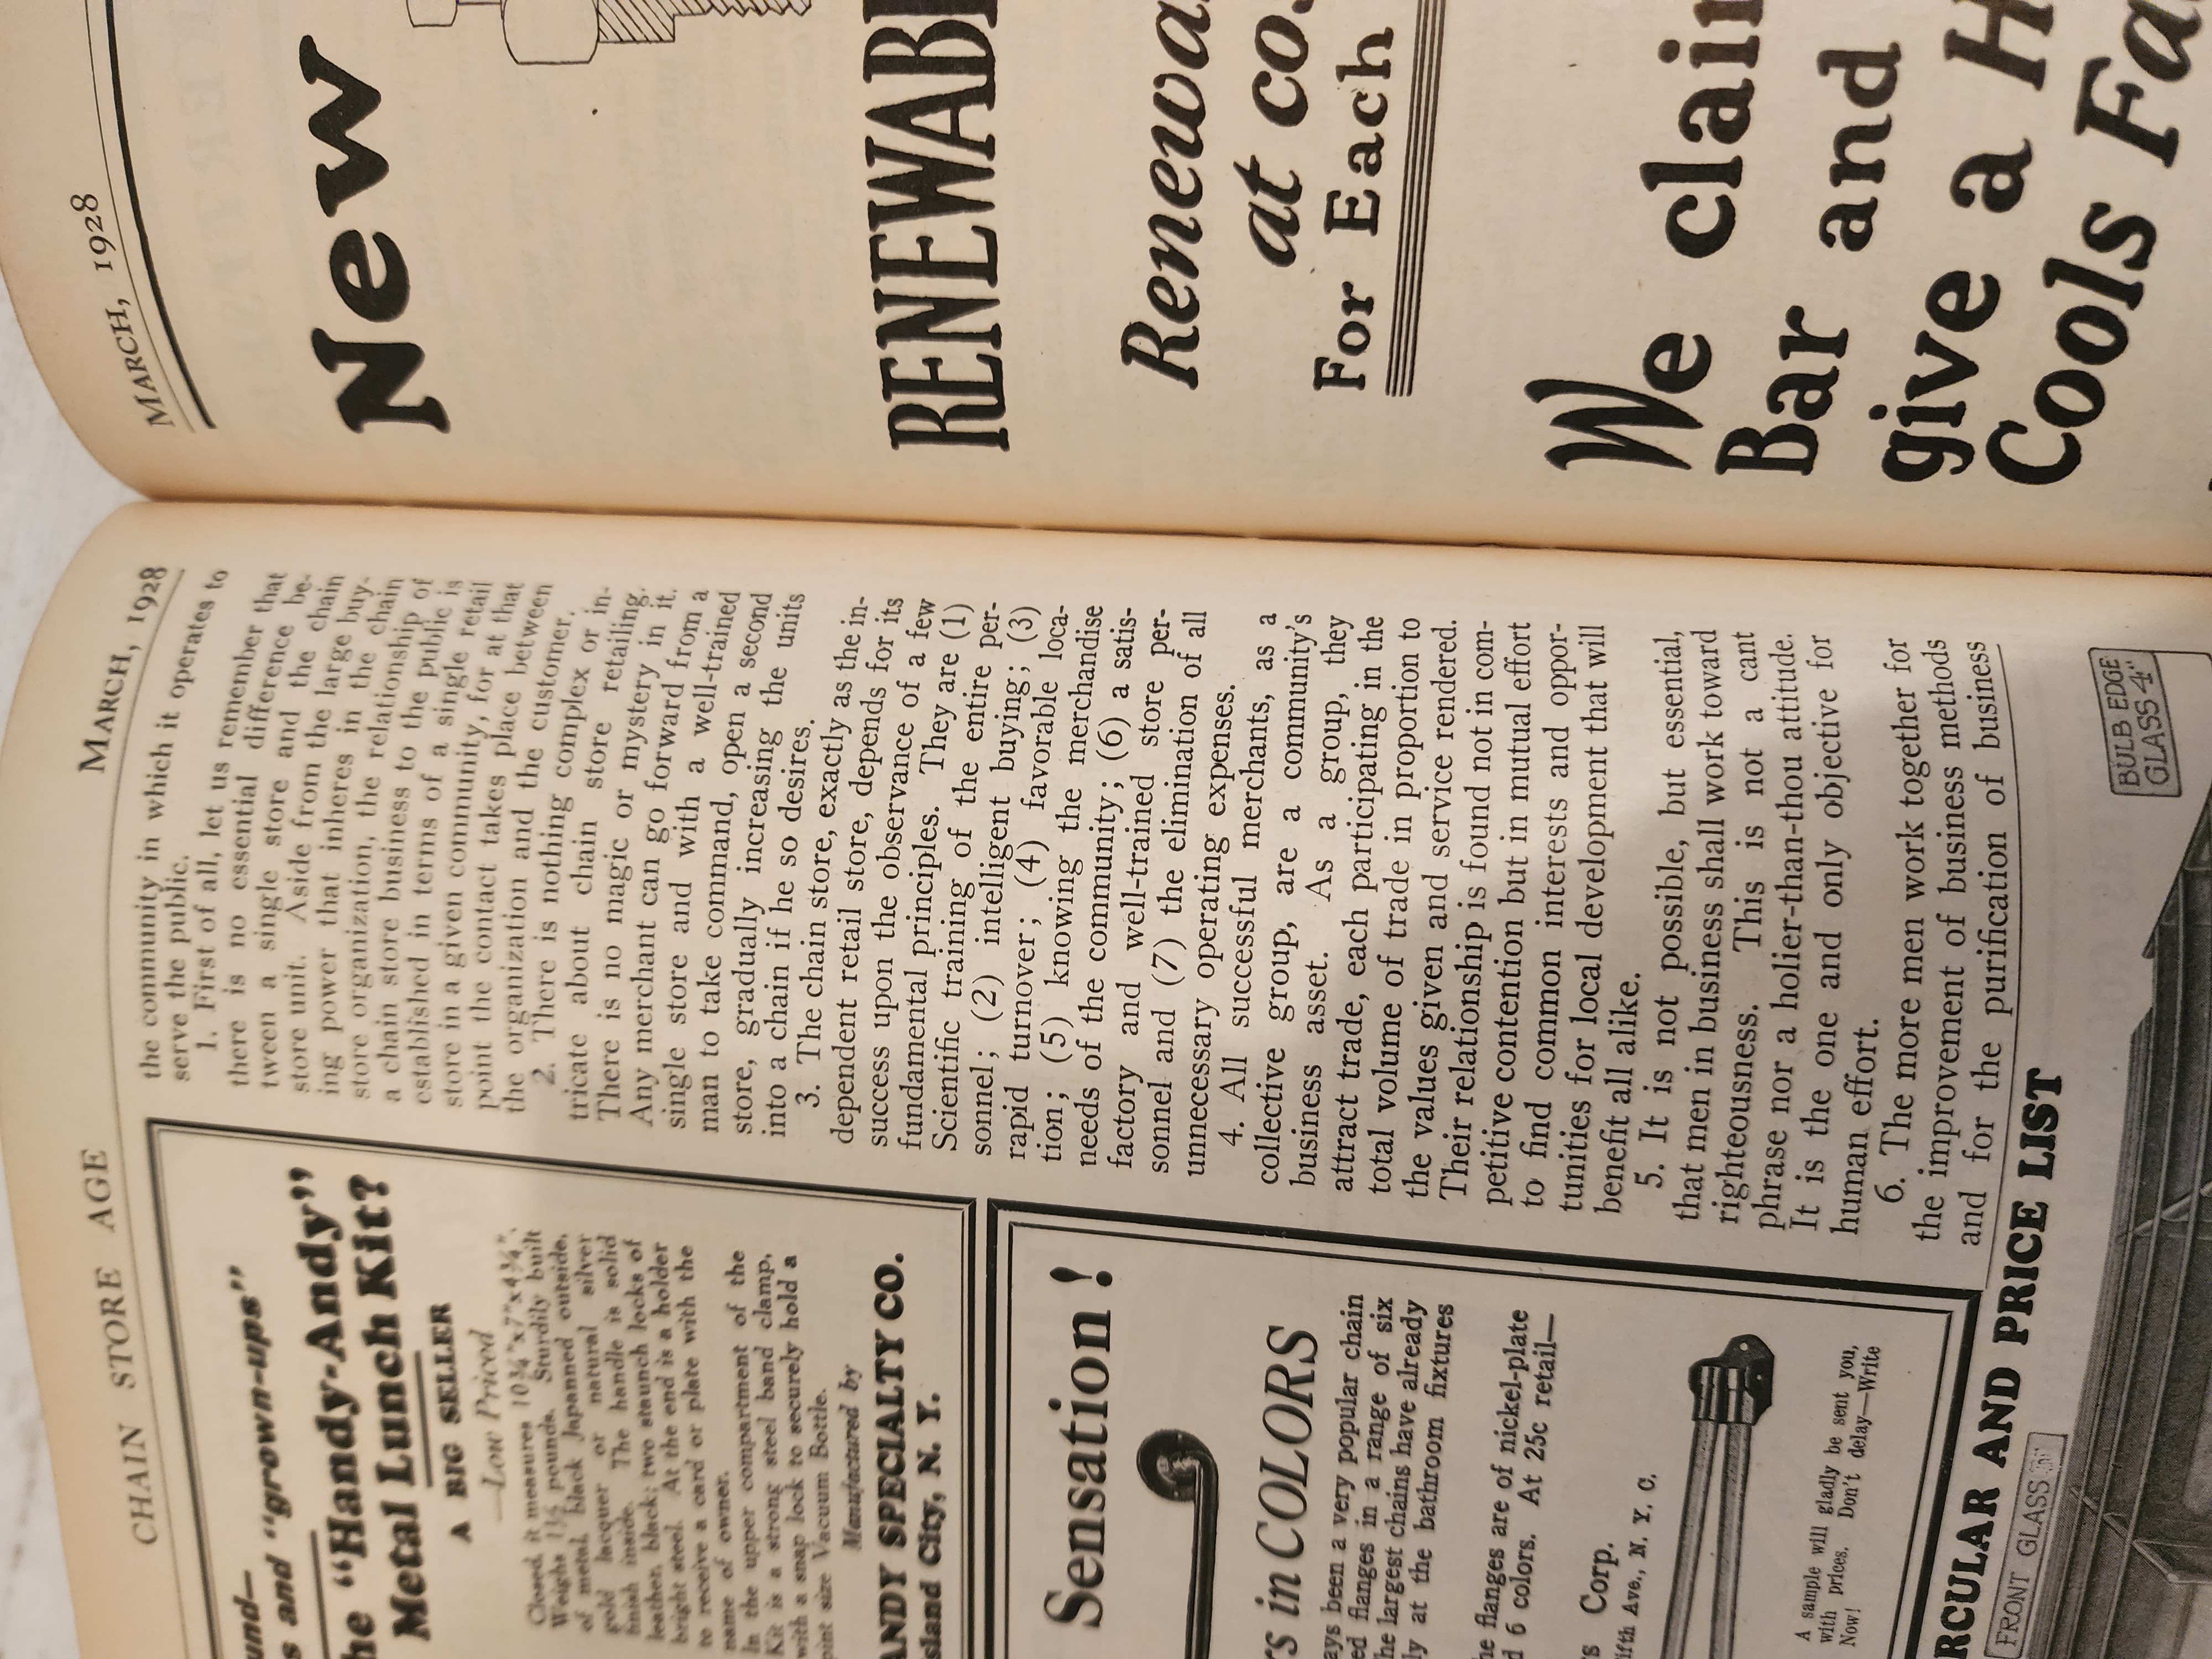 CHAIN STORE AGE
MARCH, 1928
und—
s and "grown-ups"
he "Handy-Andy"
Metal Lunch Kit?
A BIG SELLER
—Low Priced
Closed, it measures 10¾"x7"x4¾".
Weighs 1½ pounds. Sturdily built
of metal, black Japanned outside,
gold lacquer or natural silver
finish inside. The handle is solid
leather, black; two staunch locks of
bright steel. At the end is a holder
to receive a card or plate with the
name of owner.
In the upper compartment of the
Kit is a strong steel band clamp,
with a snap lock to securely hold a
pint size Vacuum Bottle.
Manufactured by
ANDY SPECIALTY CO.
sland City, N. Y.
Sensation!
rs in COLORS
ays been a very popular chain
ed flanges in a range of six
he largest chains have already
ly at the bathroom fixtures
he flanges are of nickel-plate
d 6 colors. At 25c retail—
s Corp.
ifth Ave., N. Y. C.
A sample will gladly be sent you,
with prices. Don't delay—Write
Now!
the community in which it operates to
serve the public.
1. First of all, let us remember that
there is no essential difference be-
tween a single store and the chain
store unit. Aside from the large buy-
ing power that inheres in the chain
store organization, the relationship of
a chain store business to the public is
established in terms of a single retail
store in a given community, for at that
point the contact takes place between
the organization and the customer.
2. There is nothing complex or in-
tricate about chain store retailing.
There is no magic or mystery in it.
Any merchant can go forward from a
single store and with a well-trained
man to take command, open a second
store, gradually increasing the units
into a chain if he so desires.
3. The chain store, exactly as the in-
dependent retail store, depends for its
success upon the observance of a few
fundamental principles. They are (1)
Scientific training of the entire per-
sonnel; (2) intelligent buying; (3)
rapid turnover; (4) favorable loca-
tion; (5) knowing the merchandise
needs of the community; (6) a satis-
factory and well-trained store per-
sonnel and (7) the elimination of all
unnecessary operating expenses.
4. All successful merchants, as a
collective group, are a community's
business asset. As a group, they
attract trade, each participating in the
total volume of trade in proportion to
the values given and service rendered.
Their relationship is found not in com-
petitive contention but in mutual effort
to find common interests and oppor-
tunities for local development that will
benefit all alike.
5. It is not possible, but essential,
that men in business shall work toward
righteousness. This is not a cant
phrase nor a holier-than-thou attitude.
It is the one and only objective for
human effort.
6. The more men work together for
the improvement of business methods
and for the purification of business
RCULAR AND PRICE LIST
FRONT GLASS
BULB EDGE
GLASS 4"
MARCH, 1928
New
RENEWABL
Renewa
at co
For Each
We clai
Bar and
give a H
Cools Fa